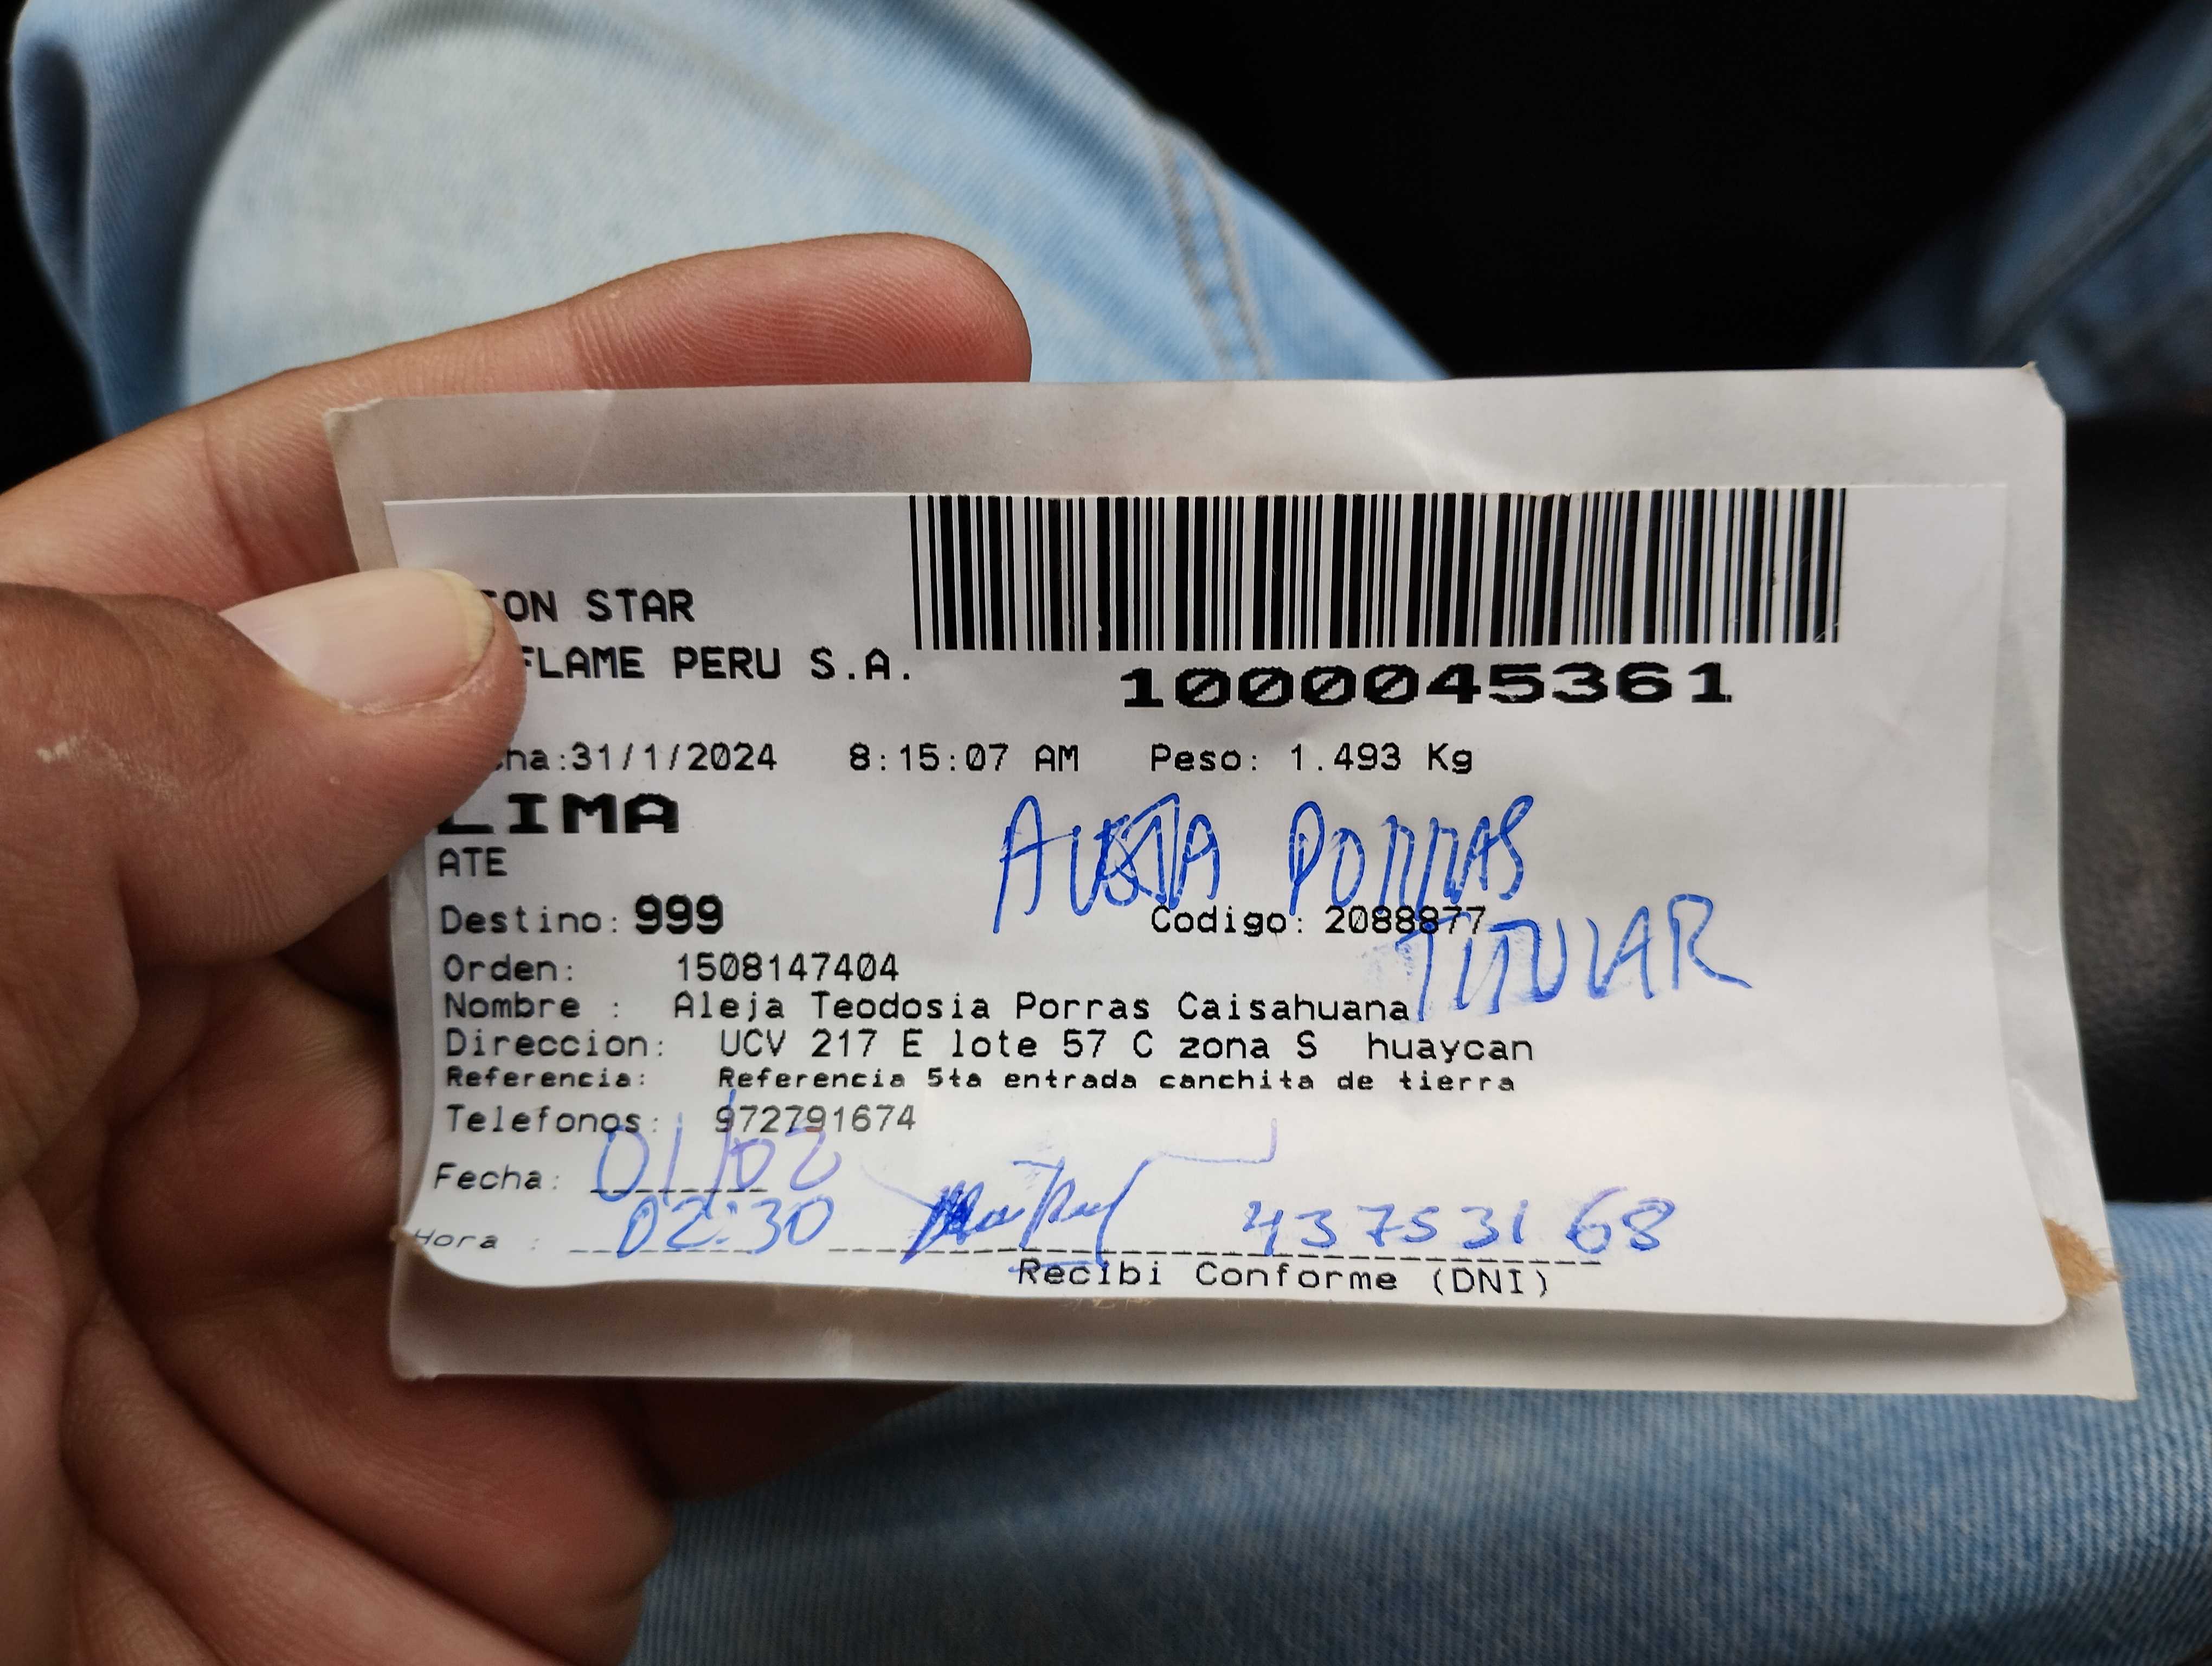 ON STAR
FLAME PERU S.A.
1000045361
ha:31/1/2024 8:15:07 AM Peso: 1.493 Kg
LIMA
ATE
PORRAS
Destino: 999 Codigo: 2088877
TITULAR
Orden: 1508147404
Nombre : Aleja Teodosia Porras Caisahuana
Direccion: UCV 217 E lote 57 C zona S huaycan
Referencia: Referencia 5ta entrada canchita de tierra
Telefonos: 972791674
Fecha: 01/02
Hora : 02:30 43753168
Recibi Conforme (DNI)